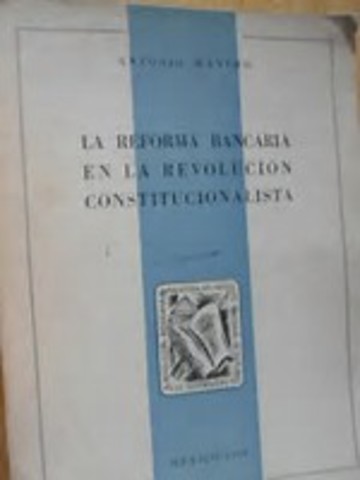 ANTONIO MANERO
LA REFORMA BANCARIA
EN LA REVOLUCION
CONSTITUCIONALISTA